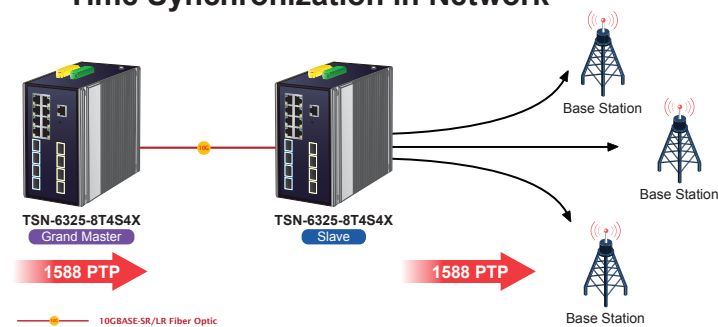 Time Synchronization in Network
Base Station
10G
Base Station
TSN-6325-8T4S4X
Grand Master
TSN-6325-8T4S4X
Slave
1588 PTP
1588 PTP
Base Station
10GBASE-SR/LR Fiber Optic